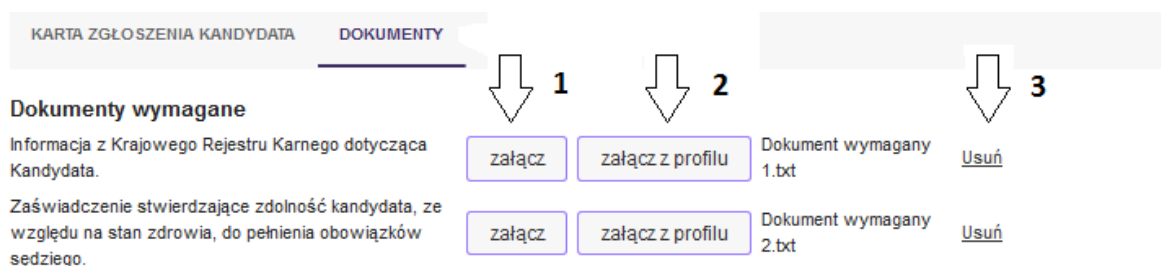 KARTA ZGŁOSZENIA KANDYDATA DOKUMENTY
1 2 3
Dokumenty wymagane
Informacja z Krajowego Rejestru Karnego dotycząca
Kandydata.
załącz załącz z profilu Dokument wymagany
1.txt
Usuń
Zaświadczenie stwierdzające zdolność kandydata, ze
względu na stan zdrowia, do pełnienia obowiązków
sędziego.
załącz załącz z profilu Dokument wymagany
2.txt
Usuń